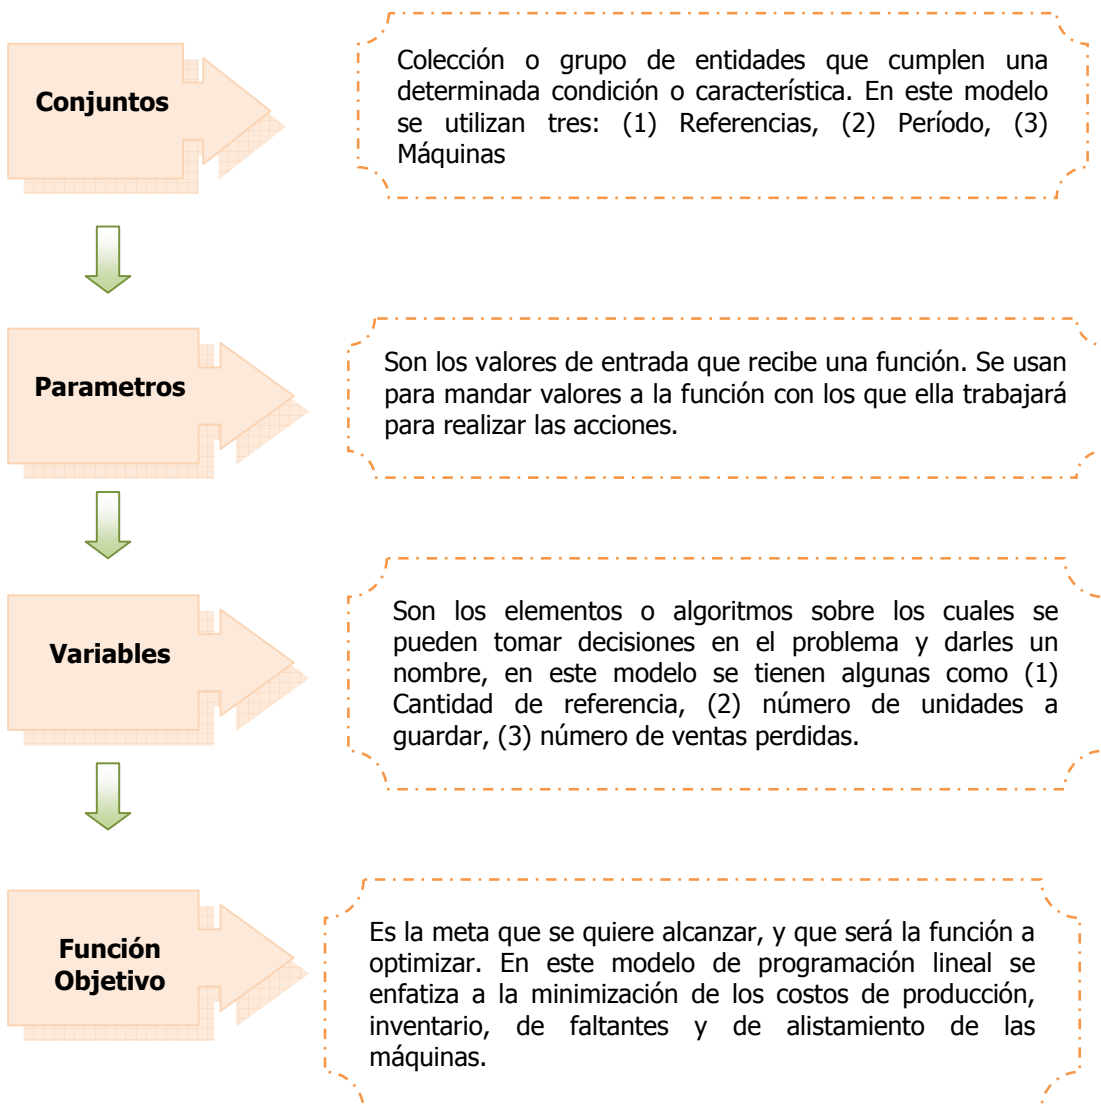 Conjuntos
Colección o grupo de entidades que cumplen una
determinada condición o característica. En este modelo
se utilizan tres: (1) Referencias, (2) Período, (3)
Máquinas
Parametros
Son los valores de entrada que recibe una función. Se usan
para mandar valores a la función con los que ella trabajará
para realizar las acciones.
Variables
Son los elementos o algoritmos sobre los cuales se
pueden tomar decisiones en el problema y darles un
nombre, en este modelo se tienen algunas como (1)
Cantidad de referencia, (2) número de unidades a
guardar, (3) número de ventas perdidas.
Función
Objetivo
Es la meta que se quiere alcanzar, y que será la función a
optimizar. En este modelo de programación lineal se
enfatiza a la minimización de los costos de producción,
inventario, de faltantes y de alistamiento de las
máquinas.